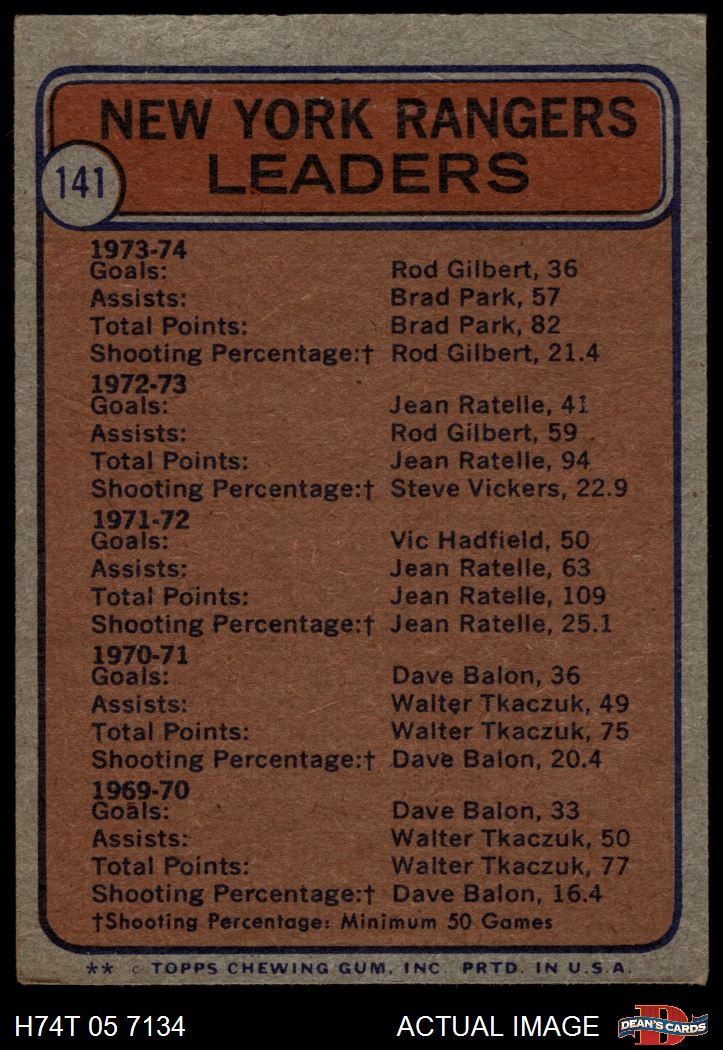 NEW YORK RANGERS
LEADERS
141
1973-74
Goals: Rod Gilbert, 36
Assists: Brad Park, 57
Total Points: Brad Park, 82
Shooting Percentage:† Rod Gilbert, 21.4
1972-73
Goals: Jean Ratelle, 41
Assists: Rod Gilbert, 59
Total Points: Jean Ratelle, 94
Shooting Percentage:† Steve Vickers, 22.9
1971-72
Goals: Vic Hadfield, 50
Assists: Jean Ratelle, 63
Total Points: Jean Ratelle, 109
Shooting Percentage:† Jean Ratelle, 25.1
1970-71
Goals: Dave Balon, 36
Assists: Walter Tkaczuk, 49
Total Points: Walter Tkaczuk, 75
Shooting Percentage:† Dave Balon, 20.4
1969-70
Goals: Dave Balon, 33
Assists: Walter Tkaczuk, 50
Total Points: Walter Tkaczuk, 77
Shooting Percentage:† Dave Balon, 16.4
†Shooting Percentage: Minimum 50 Games
** © TOPPS CHEWING GUM, INC. PRTD. IN U.S.A.
H74T 05 7134 ACTUAL IMAGE D DEAN'S CARDS